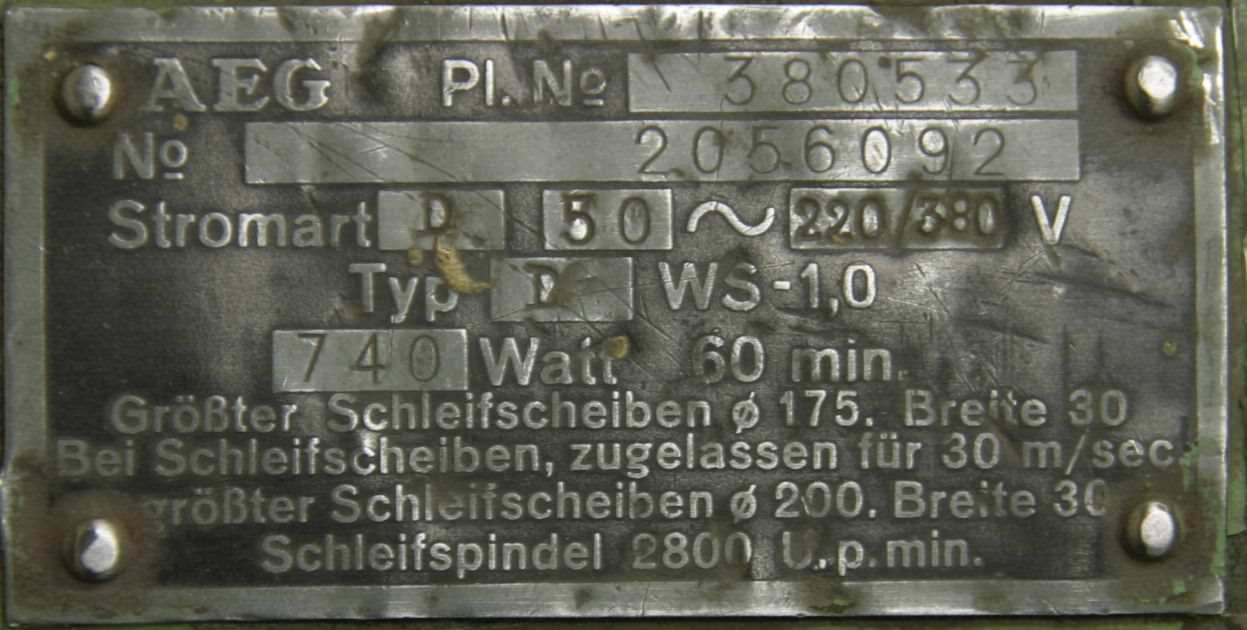 AEG Pl. No 380533
No 2056092
Stromart D 50 ~ 220/380 V
Typ D WS-1,0
740 Watt 60 min.
Größter Schleifscheiben ø 175. Breite 30
Bei Schleifscheiben, zugelassen für 30 m/sec.
größter Schleifscheiben ø 200. Breite 30
Schleifspindel 2800 U.p.min.